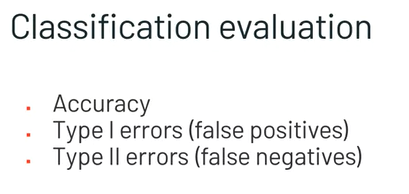 Classification evaluation
Accuracy
Type I errors (false positives)
Type II errors (false negatives)